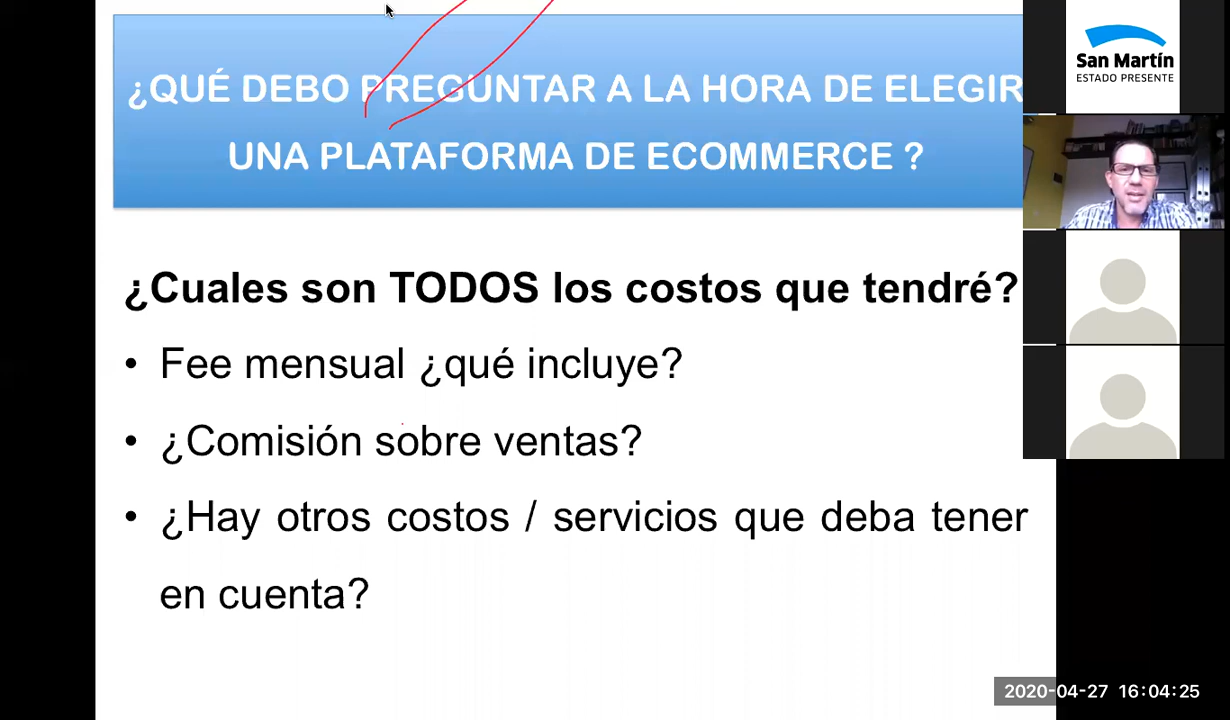 ¿QUÉ DEBO PREGUNTAR A LA HORA DE ELEGIR
UNA PLATAFORMA DE ECOMMERCE ?
¿Cuales son TODOS los costos que tendré?
• Fee mensual ¿qué incluye?
• ¿Comisión sobre ventas?
• ¿Hay otros costos / servicios que deba tener
en cuenta?
San Martín
ESTADO PRESENTE
2020-04-27 16:04:25